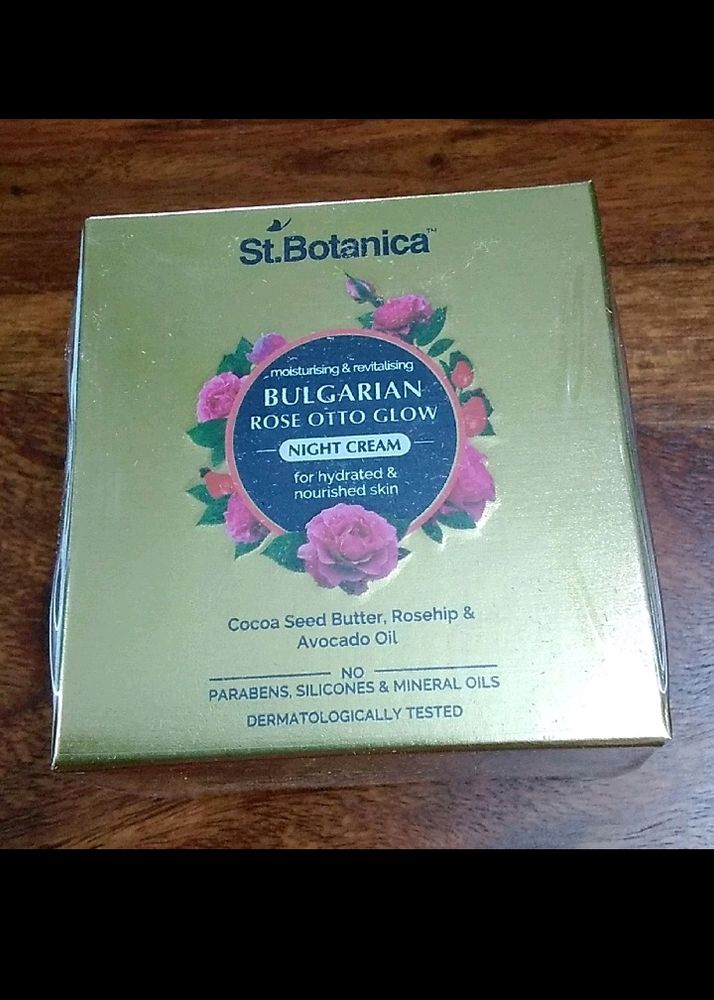 St.Botanica™
moisturising & revitalising
BULGARIAN
ROSE OTTO GLOW
NIGHT CREAM
for hydrated &
nourished skin
Cocoa Seed Butter, Rosehip &
Avocado Oil
NO
PARABENS, SILICONES & MINERAL OILS
DERMATOLOGICALLY TESTED